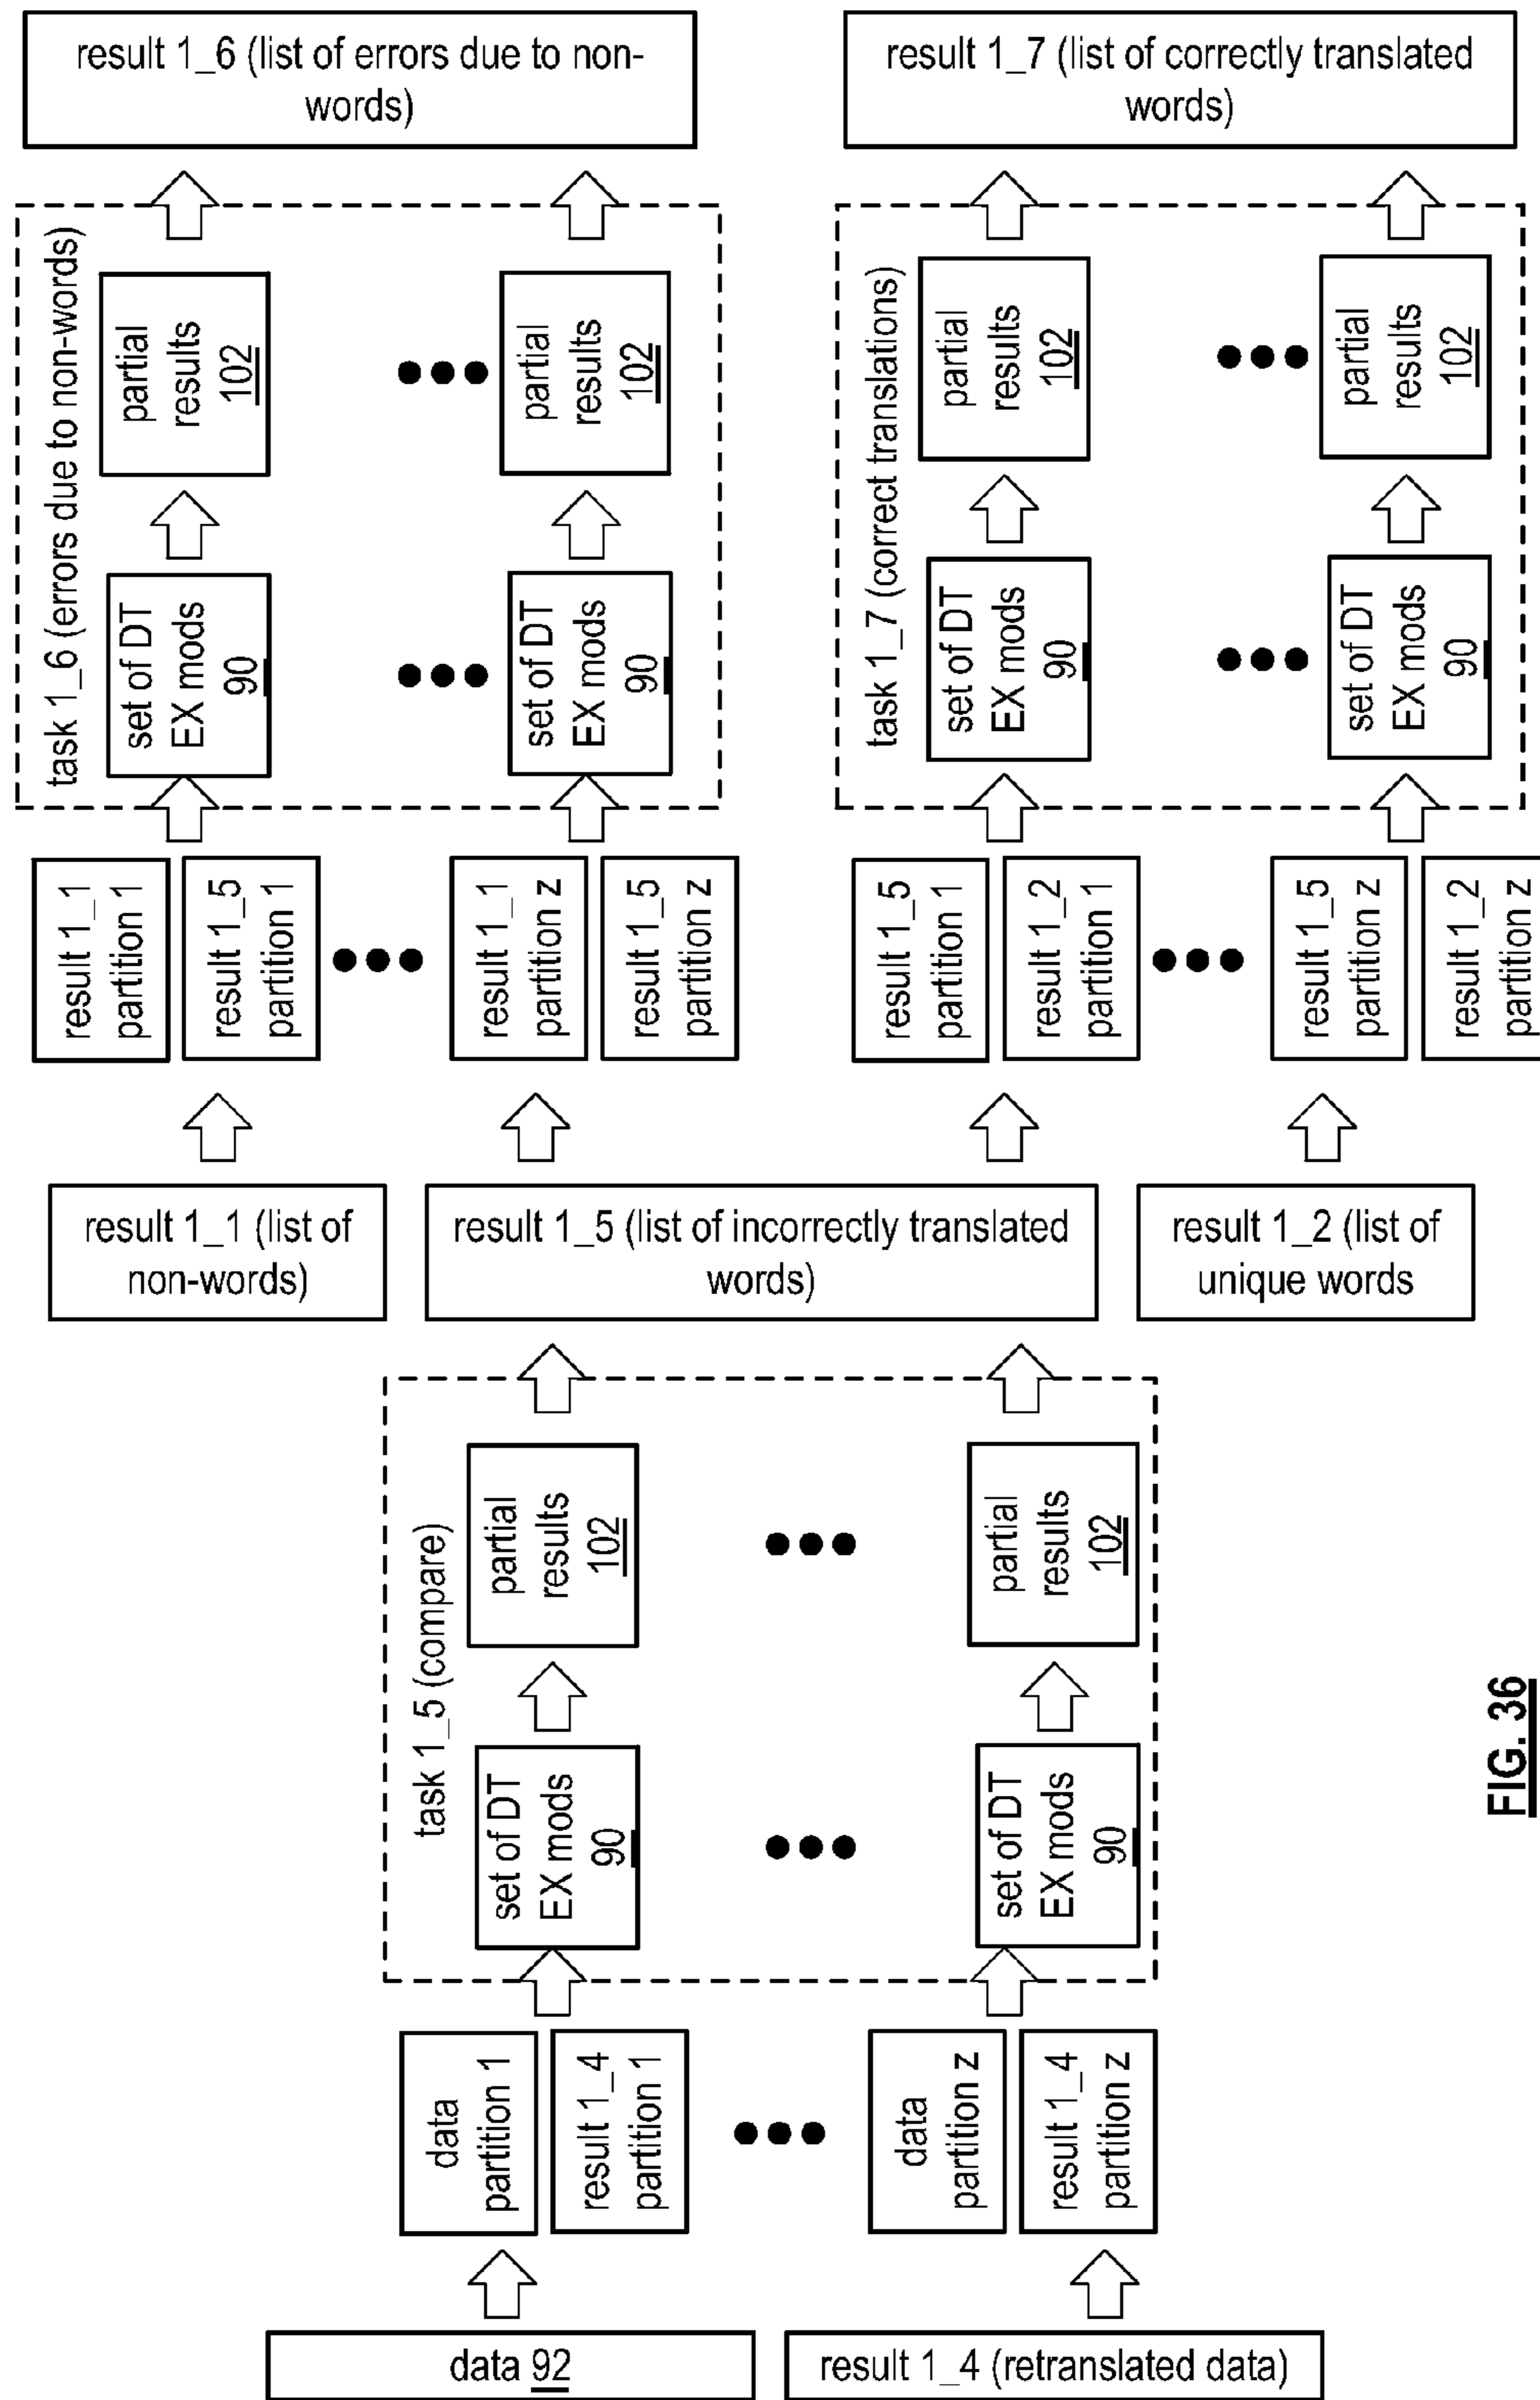 result 1_6 (list of errors due to non-
words)
result 1_7 (list of correctly translated
words)
task 1_6 (errors due to non-words)
partial
results
102
partial
results
102
set of DT
EX mods
90
set of DT
EX mods
90
task 1_7 (correct translations)
partial
results
102
partial
results
102
set of DT
EX mods
90
set of DT
EX mods
90
result 1_1
partition 1
result 1_5
partition 1
result 1_1
partition z
result 1_5
partition z
result 1_5
partition 1
result 1_2
partition 1
result 1_5
partition z
result 1_2
partition z
result 1_1 (list of
non-words)
result 1_5 (list of incorrectly translated
words)
result 1_2 (list of
unique words
task 1_5 (compare)
partial
results
102
partial
results
102
set of DT
EX mods
90
set of DT
EX mods
90
data
partition 1
result 1_4
partition 1
data
partition z
result 1_4
partition z
data 92
result 1_4 (retranslated data)
FIG. 36